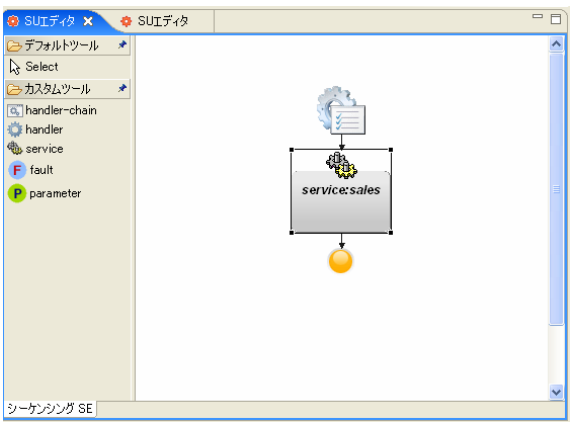 SUIエディタ
SUエディタ
デフォルトツール
Select
カスタムツール
handler-chain
handler
service
F fault
P parameter
service:sales
シーケンシング SE